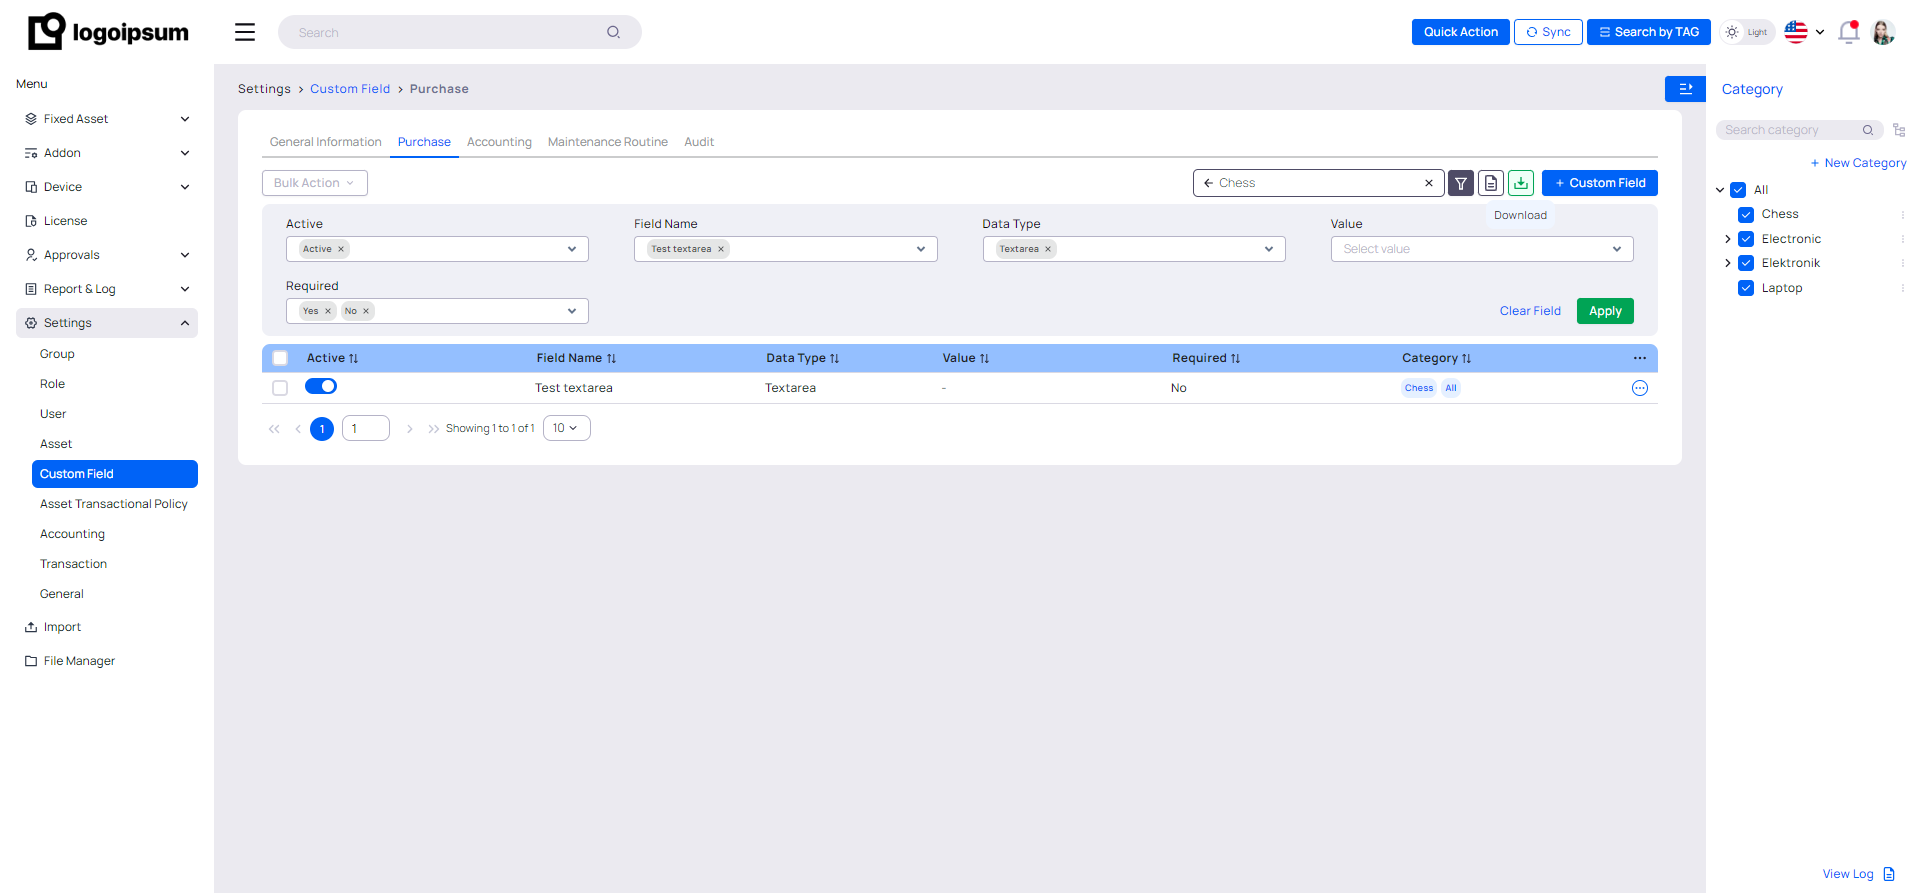 logoipsum
Search
Quick Action
Sync
Search by TAG
Light
Menu
Fixed Asset
Addon
Device
License
Approvals
Report & Log
Settings
Group
Role
User
Asset
Custom Field
Asset Transactional Policy
Accounting
Transaction
General
Import
File Manager
Settings > Custom Field > Purchase
General Information
Purchase
Accounting
Maintenance Routine
Audit
Bulk Action
Chess
+ Custom Field
Download
Active
Field Name
Data Type
Value
Active ×
Test textarea ×
Textarea ×
Select value
Required
Yes × No ×
Clear Field
Apply
Active Field Name Data Type Value Required Category ...
Test textarea Textarea - No Chess All
1 1 Showing 1 to 1 of 1 10
Category
Search category
+ New Category
All
Chess
Electronic
Elektronik
Laptop
View Log